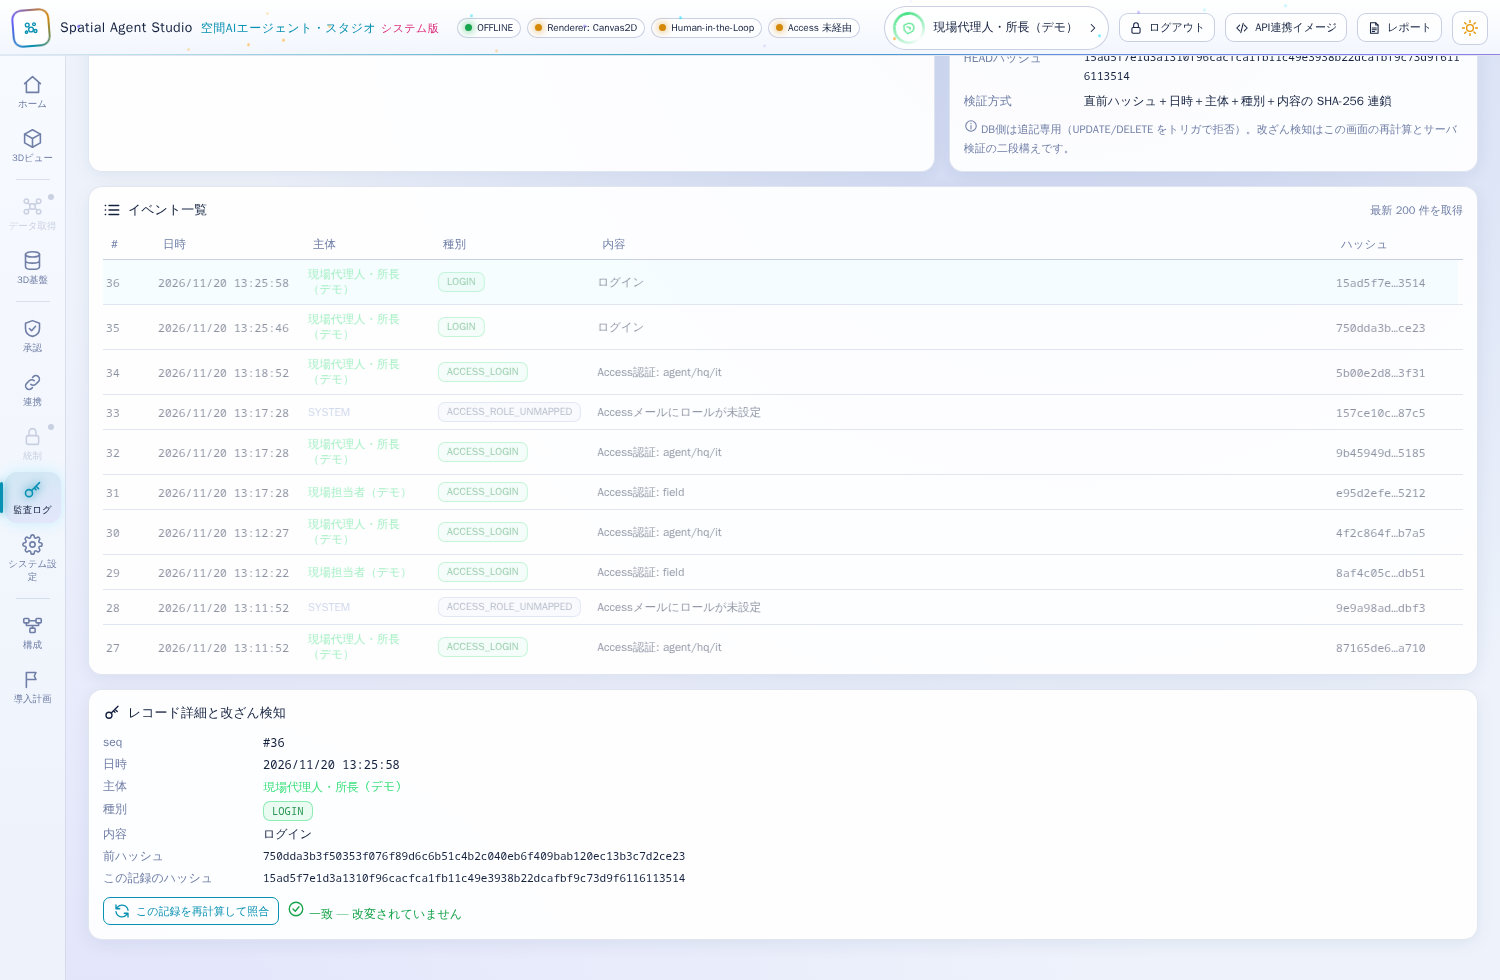 Spatial Agent Studio 空間AIエージェント・スタジオ システム版
OFFLINE
Renderer: Canvas2D
Human-in-the-Loop
Access 未経由
現場代理人・所長（デモ）
ログアウト
API連携イメージ
レポート
ホーム
3Dビュー
データ取得
3D基盤
承認
連携
統制
監査ログ
システム設定
構成
導入計画
HEADハッシュ 15ad5f7e1d3a1310f96cacfca1fb11c49e3938b22dcafbf9c73d9f611
6113514
検証方式 直前ハッシュ＋日時＋主体＋種別＋内容の SHA-256 連鎖
DB側は追記専用（UPDATE/DELETE をトリガで拒否）。改ざん検知はこの画面の再計算とサーバ
検証の二段構えです。
イベント一覧 最新 200 件を取得
# 日時 主体 種別 内容 ハッシュ
36 2026/11/20 13:25:58 現場代理人・所長（デモ） LOGIN ログイン 15ad5f7e…3514
35 2026/11/20 13:25:46 現場代理人・所長（デモ） LOGIN ログイン 750dda3b…ce23
34 2026/11/20 13:18:52 現場代理人・所長（デモ） ACCESS_LOGIN Access認証: agent/hq/it 5b00e2d8…3f31
33 2026/11/20 13:17:28 SYSTEM ACCESS_ROLE_UNMAPPED Accessメールにロールが未設定 157ce10c…87c5
32 2026/11/20 13:17:28 現場代理人・所長（デモ） ACCESS_LOGIN Access認証: agent/hq/it 9b45949d…5185
31 2026/11/20 13:17:28 現場担当者（デモ） ACCESS_LOGIN Access認証: field e95d2efe…5212
30 2026/11/20 13:12:27 現場代理人・所長（デモ） ACCESS_LOGIN Access認証: agent/hq/it 4f2c864f…b7a5
29 2026/11/20 13:12:22 現場担当者（デモ） ACCESS_LOGIN Access認証: field 8af4c05c…db51
28 2026/11/20 13:11:52 SYSTEM ACCESS_ROLE_UNMAPPED Accessメールにロールが未設定 9e9a98ad…dbf3
27 2026/11/20 13:11:52 現場代理人・所長（デモ） ACCESS_LOGIN Access認証: agent/hq/it 87165de6…a710
レコード詳細と改ざん検知
seq #36
日時 2026/11/20 13:25:58
主体 現場代理人・所長（デモ）
種別 LOGIN
内容 ログイン
前ハッシュ 750dda3b3f50353f076f89d6c6b51c4b2c040eb6f409bab120ec13b3c7d2ce23
この記録のハッシュ 15ad5f7e1d3a1310f96cacfca1fb11c49e3938b22dcafbf9c73d9f6116113514
この記録を再計算して照合 一致 — 改変されていません